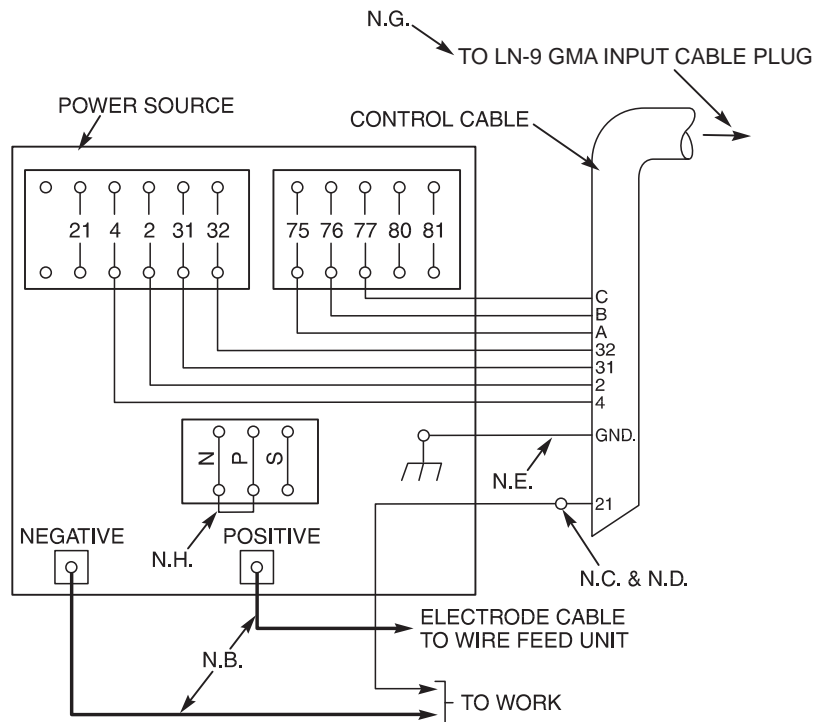 N.G.
TO LN-9 GMA INPUT CABLE PLUG
POWER SOURCE
CONTROL CABLE
21 4 2 31 32
75 76 77 80 81
C
B
A
32
31
2
4
GND.
N P S
N.E.
21
NEGATIVE
POSITIVE
N.H.
N.C. & N.D.
ELECTRODE CABLE
TO WIRE FEED UNIT
N.B.
TO WORK